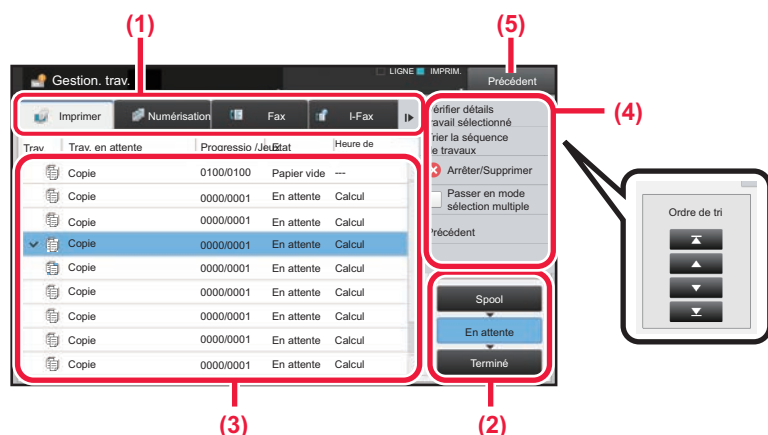 (1)
(5)
Gestion. trav.
LIGNE
IMPRIM.
Précédent
Imprimer
Numérisation
Fax
I-Fax
(4)
érifier détails
ravail sélectionné
rier la séquence
e travaux
Arrêter/Supprimer
Passer en mode
sélection multiple
récédent
Trav
Trav. en attente
Progressio /Jeux
Etat
Heure de
Copie 0100/0100 Papier vide ---
Copie 0000/0001 En attente Calcul
Copie 0000/0001 En attente Calcul
Copie 0000/0001 En attente Calcul
Copie 0000/0001 En attente Calcul
Copie 0000/0001 En attente Calcul
Copie 0000/0001 En attente Calcul
Copie 0000/0001 En attente Calcul
Copie 0000/0001 En attente Calcul
Ordre de tri
Spool
En attente
Terminé
(3)
(2)